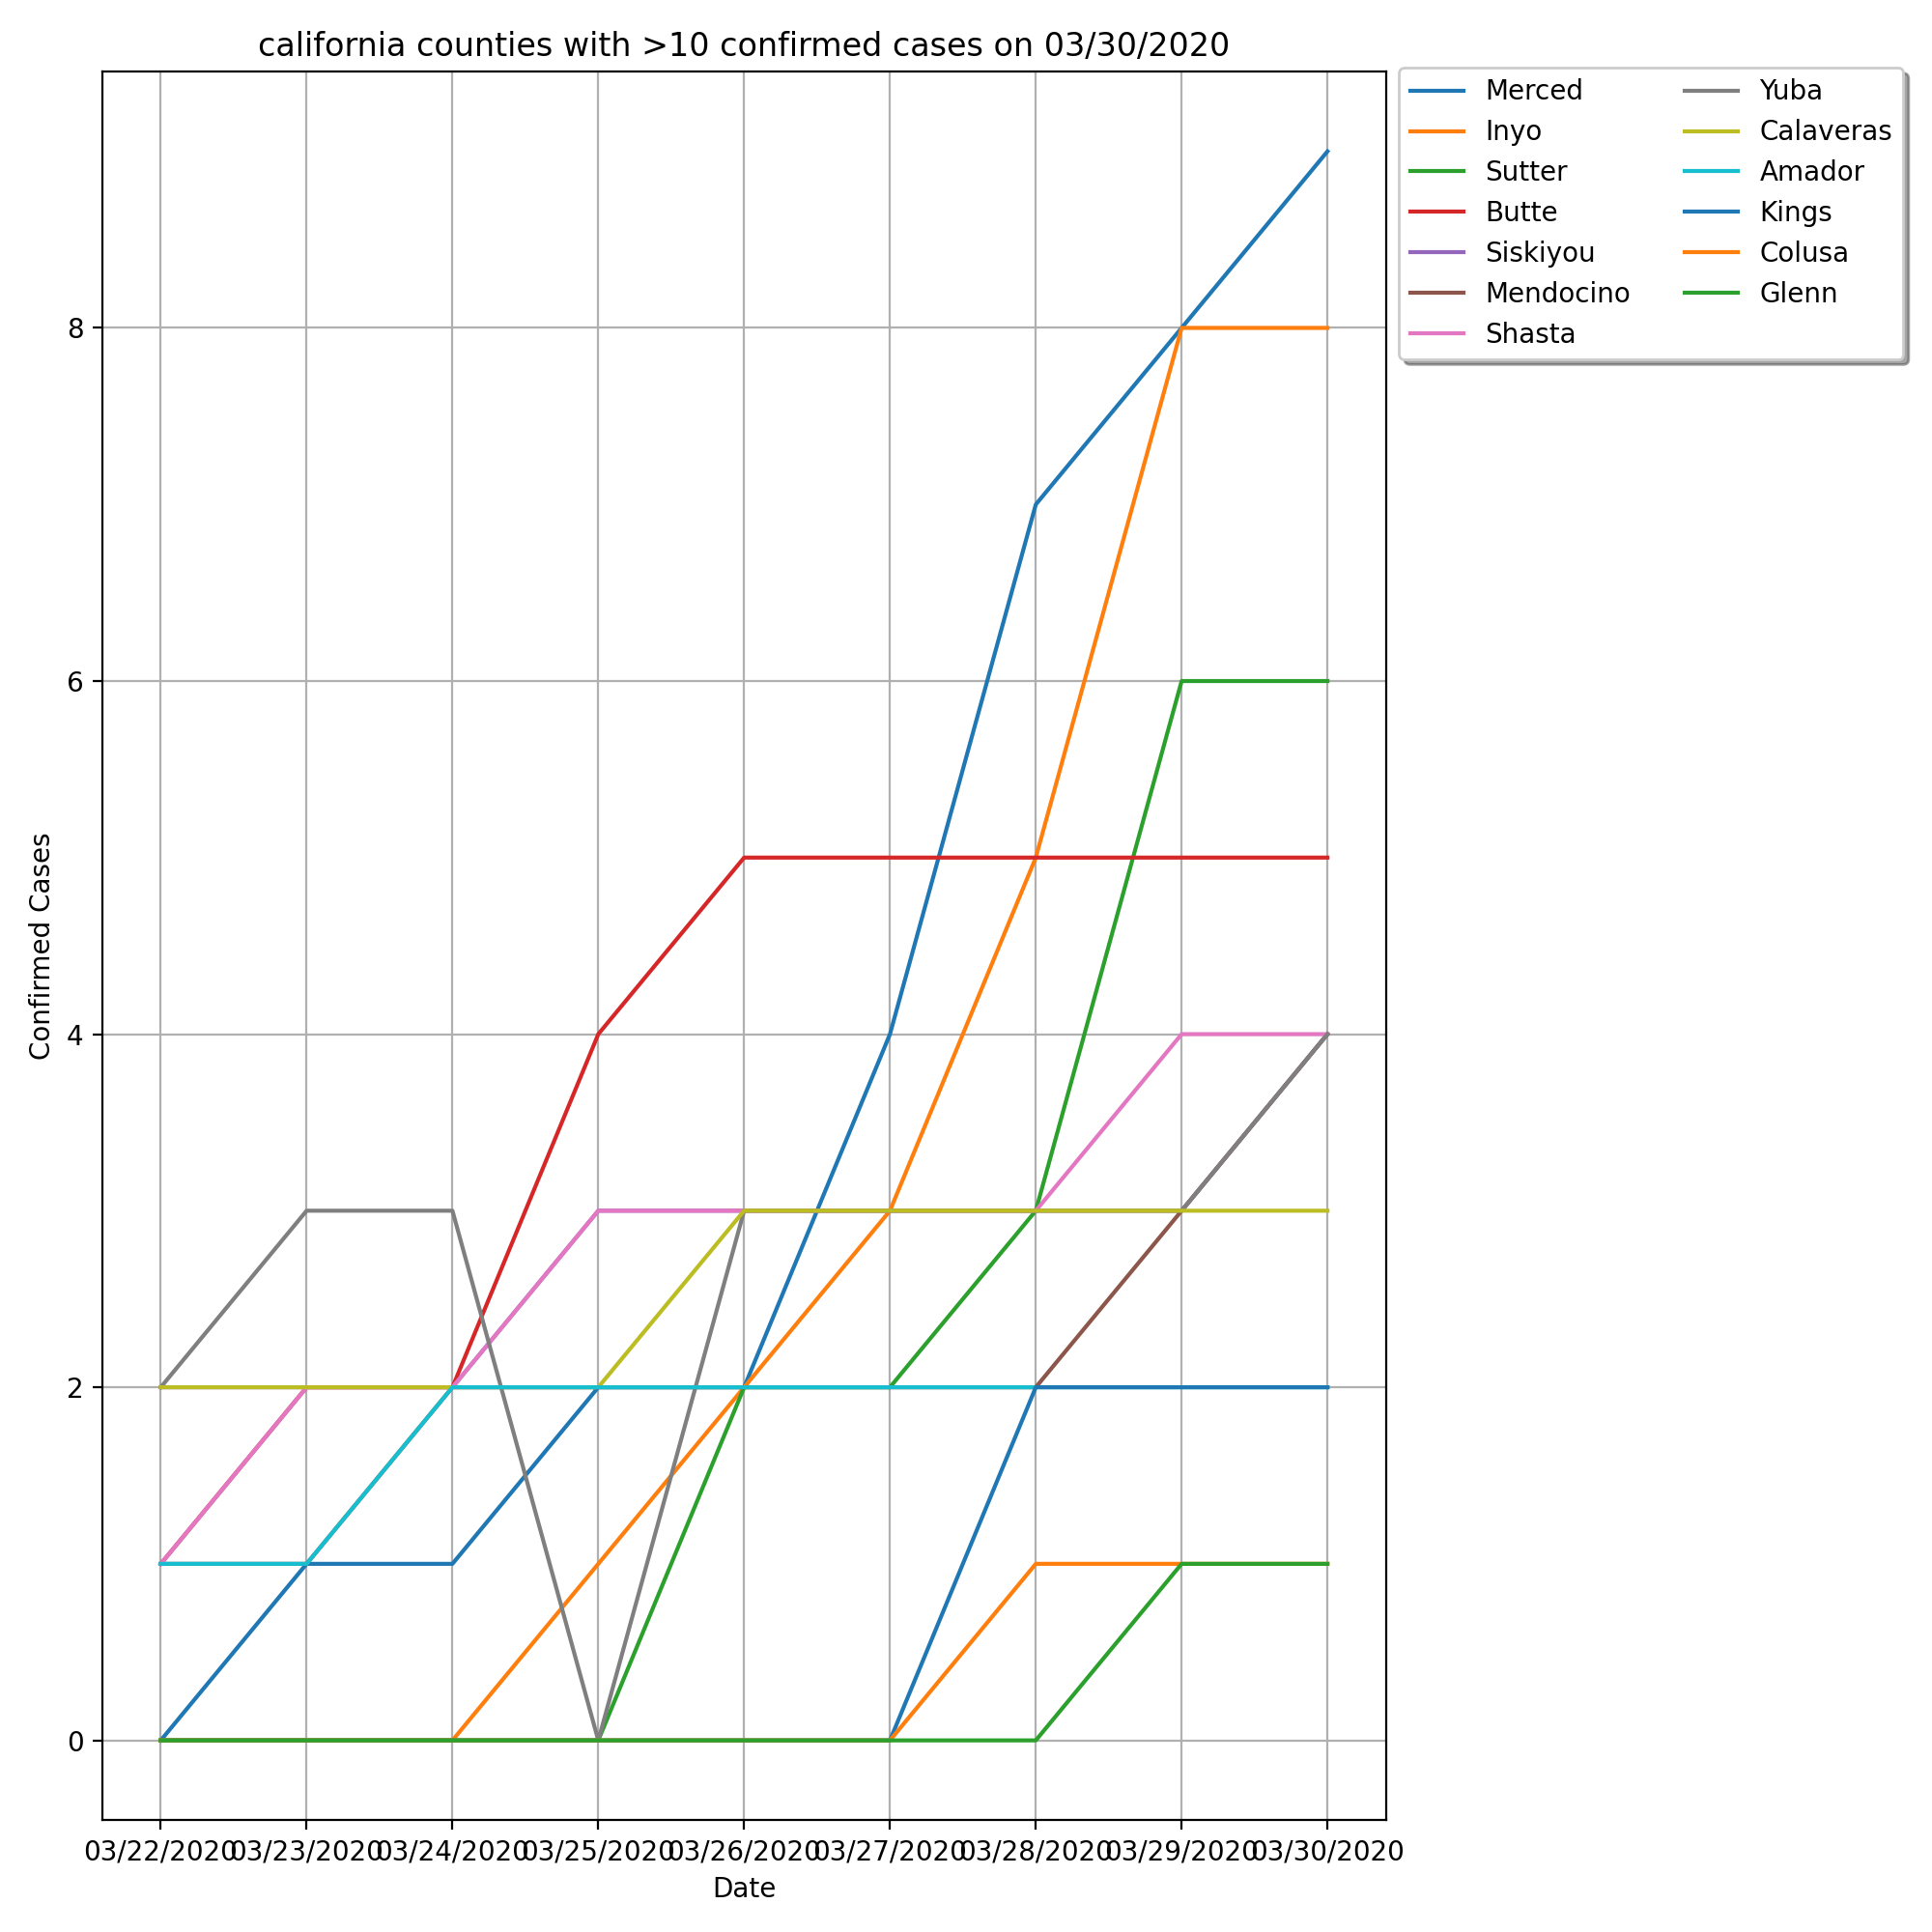 california counties with >10 confirmed cases on 03/30/2020
Merced
Inyo
Sutter
Butte
Siskiyou
Mendocino
Shasta
Yuba
Calaveras
Amador
Kings
Colusa
Glenn
8
6
4
2
0
Confirmed Cases
03/22/2020 03/23/2020 03/24/2020 03/25/2020 03/26/2020 03/27/2020 03/28/2020 03/29/2020 03/30/2020
Date